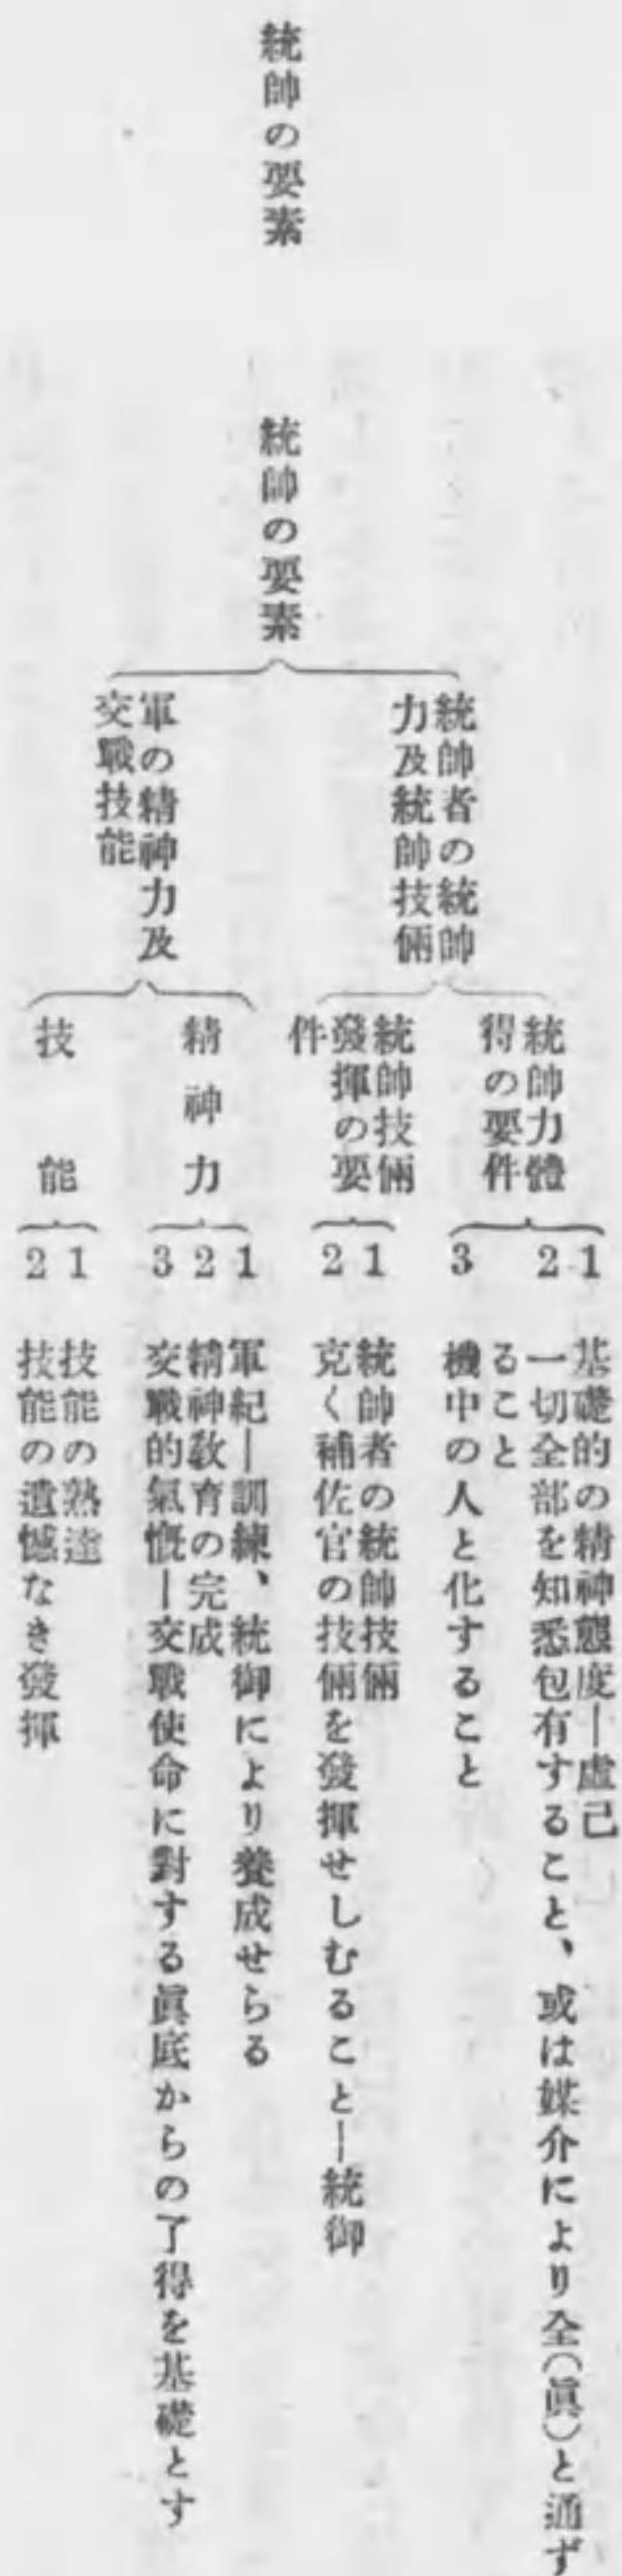 統帥の要素
統帥の要素
統帥者の統帥
力及統帥技倆
統帥力體
得の要件
1 基礎的の精神態度―虛己
2 一切全部を知悉包有すること、或は媒介により全(眞)と通ず
ること
3 機中の人と化すること
統帥技倆
發揮の要
件
1 統帥者の統帥技倆
2 克く補佐官の技倆を發揮せしむること―統御
軍の精神力及
交戰技能
精神力
1 軍紀―訓練、統御により養成せらる
2 精神敎育の完成
3 交戰的氣慨―交戰使命に對する眞底からの了得を基礎とす
技能
1 技能の熟達
2 技能の遺憾なき發揮